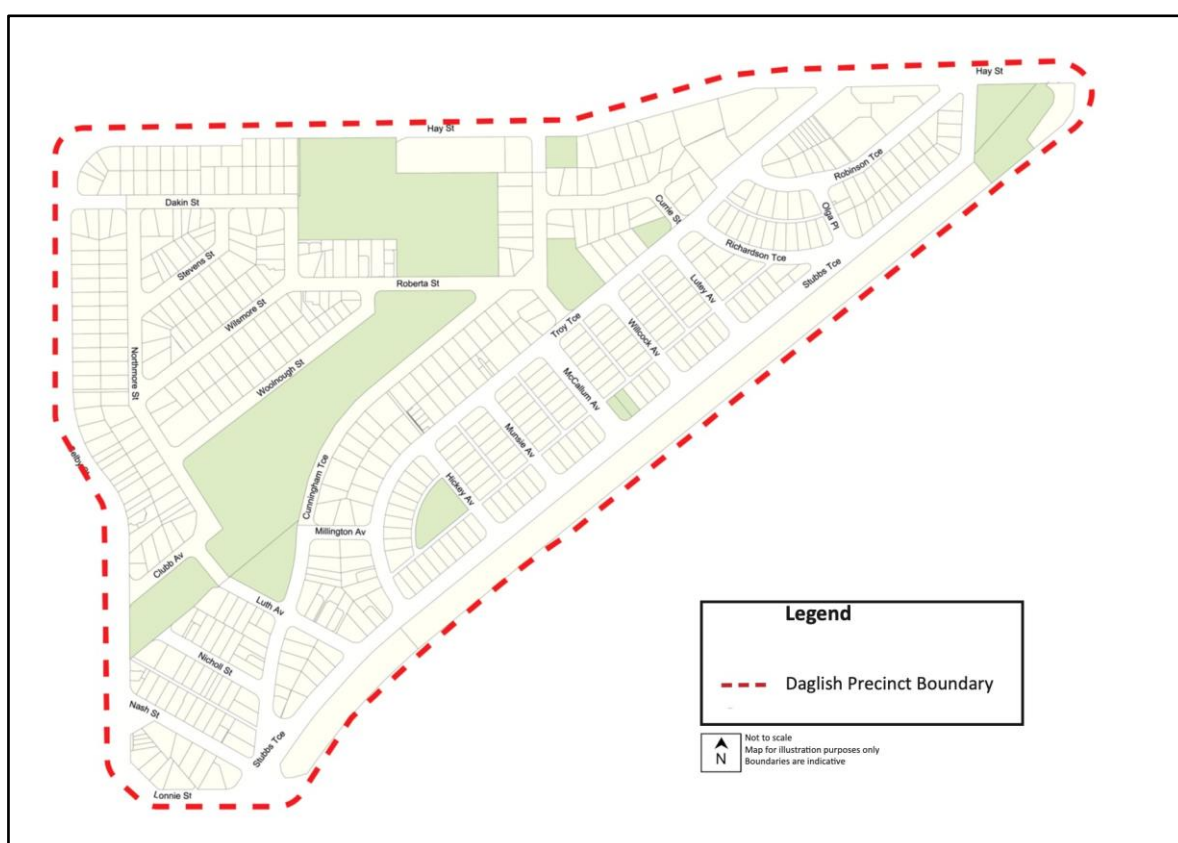 Hay St
Hay St
Dakin St
Currie St
Robinson Tce
Olga Pl
Richardson Tce
Stevens St
Stubbs Tce
Roberta St
Lutey Av
Wilsmore St
Troy Tce
Willcock Av
Northmore St
Woolnough St
McCallum Av
Munsie Av
Cunningham Tce
Hickey Av
Millington Av
Clubb Av
Luth Av
Nicholl St
Nash St
Stubbs Tce
Lonnie St
Legend
Daglish Precinct Boundary
N
Not to scale
Map for illustration purposes only
Boundaries are indicative